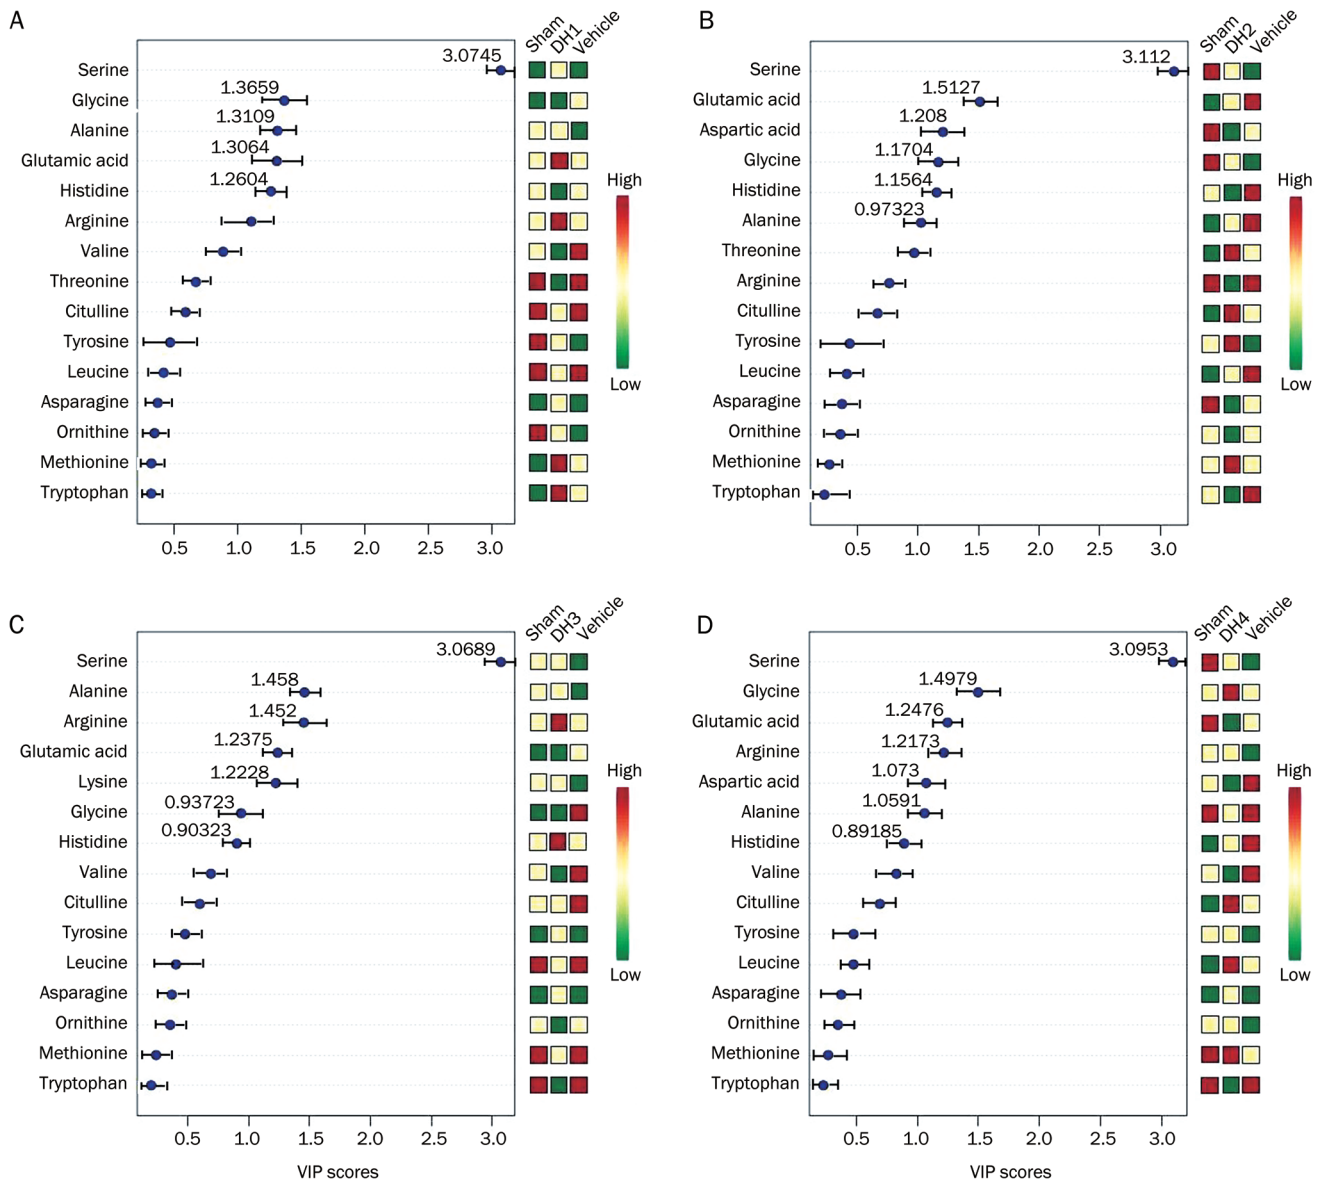 A
Sham DH1 Vehicle
Serine 3.0745
Glycine 1.3659
Alanine 1.3109
Glutamic acid 1.3064
Histidine 1.2604
Arginine
Valine
Threonine
Citulline
Tyrosine
Leucine
Asparagine
Ornithine
Methionine
Tryptophan
High
Low
0.5 1.0 1.5 2.0 2.5 3.0
B
Sham DH2 Vehicle
Serine 3.112
Glutamic acid 1.5127
Aspartic acid 1.208
Glycine 1.1704
Histidine 1.1564
Alanine 0.97323
Threonine
Arginine
Citulline
Tyrosine
Leucine
Asparagine
Ornithine
Methionine
Tryptophan
High
Low
0.5 1.0 1.5 2.0 2.5 3.0
C
Sham DH3 Vehicle
Serine 3.0689
Alanine 1.458
Arginine 1.452
Glutamic acid 1.2375
Lysine 1.2228
Glycine 0.93723
Histidine 0.90323
Valine
Citulline
Tyrosine
Leucine
Asparagine
Ornithine
Methionine
Tryptophan
High
Low
0.5 1.0 1.5 2.0 2.5 3.0
VIP scores
D
Sham DH4 Vehicle
Serine 3.0953
Glycine 1.4979
Glutamic acid 1.2476
Arginine 1.2173
Aspartic acid 1.073
Alanine 1.0591
Histidine 0.89185
Valine
Citulline
Tyrosine
Leucine
Asparagine
Ornithine
Methionine
Tryptophan
High
Low
0.5 1.0 1.5 2.0 2.5 3.0
VIP scores